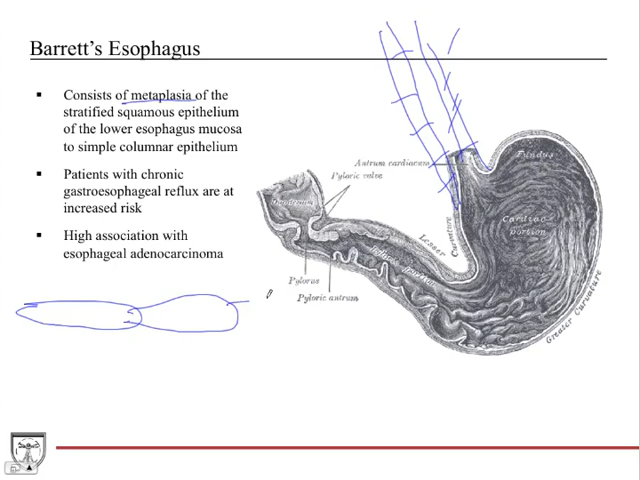 Barrett's Esophagus
Consists of metaplasia of the
stratified squamous epithelium
of the lower esophagus mucosa
to simple columnar epithelium
Patients with chronic
gastroesophageal reflux are at
increased risk
High association with
esophageal adenocarcinoma
Antrum cardiacum
Pyloric valve
Fundus
Duodenum
Cardiac
portion
Lesser
Curvature
Pyloric portion
Pylorus
Pyloric antrum
Greater Curvature